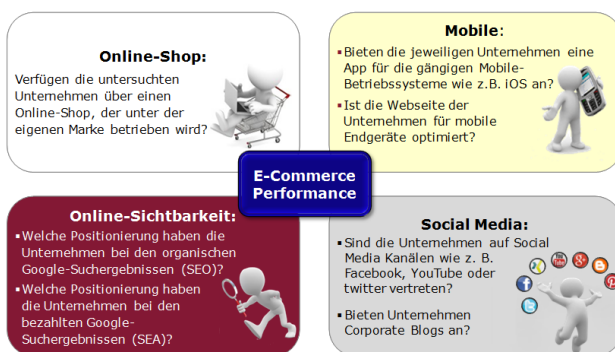 Online-Shop:
Verfügen die untersuchten
Unternehmen über einen
Online-Shop, der unter der
eigenen Marke betrieben wird?
Mobile:
▪Bieten die jeweiligen Unternehmen eine
App für die gängigen Mobile-
Betriebssysteme wie z.B. iOS an?
▪Ist die Webseite der
Unternehmen für mobile
Endgeräte optimiert?
E-Commerce
Performance
Online-Sichtbarkeit:
▪Welche Positionierung haben die
Unternehmen bei den organischen
Google-Suchergebnissen (SEO)?
▪Welche Positionierung haben
die Unternehmen bei den
bezahlten Google-
Suchergebnissen (SEA)?
Social Media:
▪Sind die Unternehmen auf Social
Media Kanälen wie z. B.
Facebook, YouTube oder
twitter vertreten?
▪Bieten Unternehmen
Corporate Blogs an?